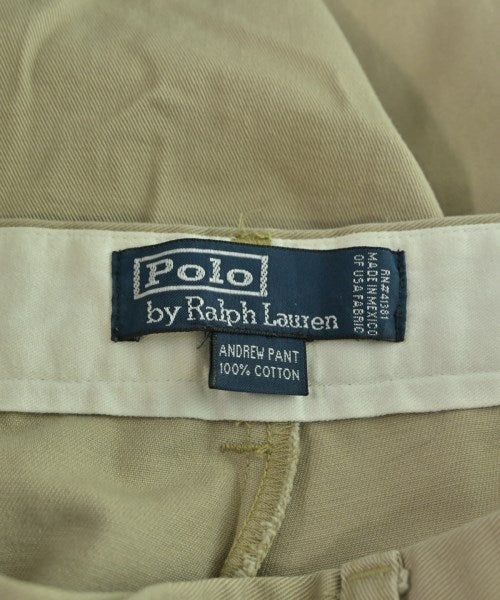 Polo
by Ralph Lauren
RN#41381
MADE IN MEXICO
OF USA FABRIC
ANDREW PANT
100% COTTON